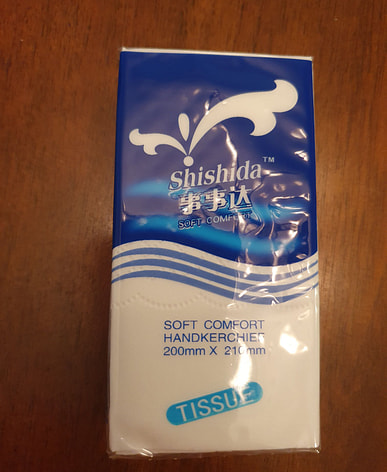 Shishida™
事事达
SOFT COMFORT
SOFT COMFORT
HANDKERCHIEF
200mm X 210mm
TISSUE